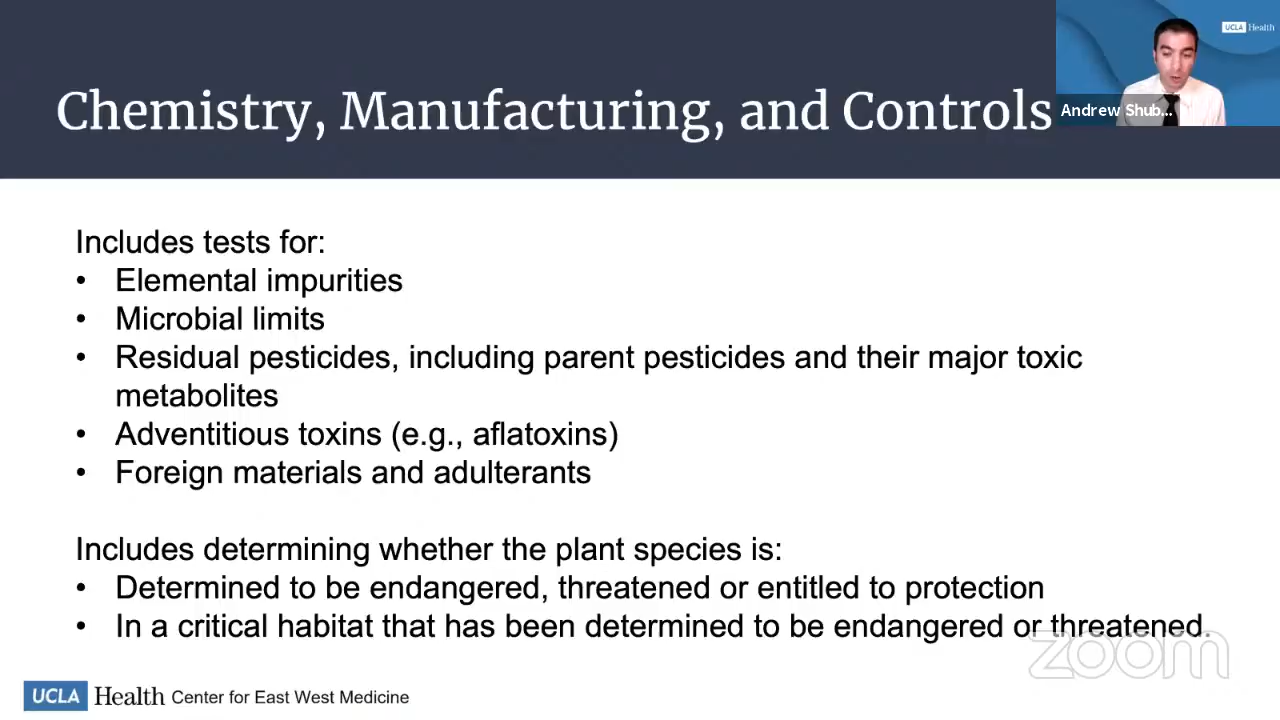 UCLA Health
Chemistry, Manufacturing, and Controls
Andrew Shub...
Includes tests for:
• Elemental impurities
• Microbial limits
• Residual pesticides, including parent pesticides and their major toxic
metabolites
• Adventitious toxins (e.g., aflatoxins)
• Foreign materials and adulterants
Includes determining whether the plant species is:
• Determined to be endangered, threatened or entitled to protection
• In a critical habitat that has been determined to be endangered or threatened.
zoom
UCLA Health Center for East West Medicine